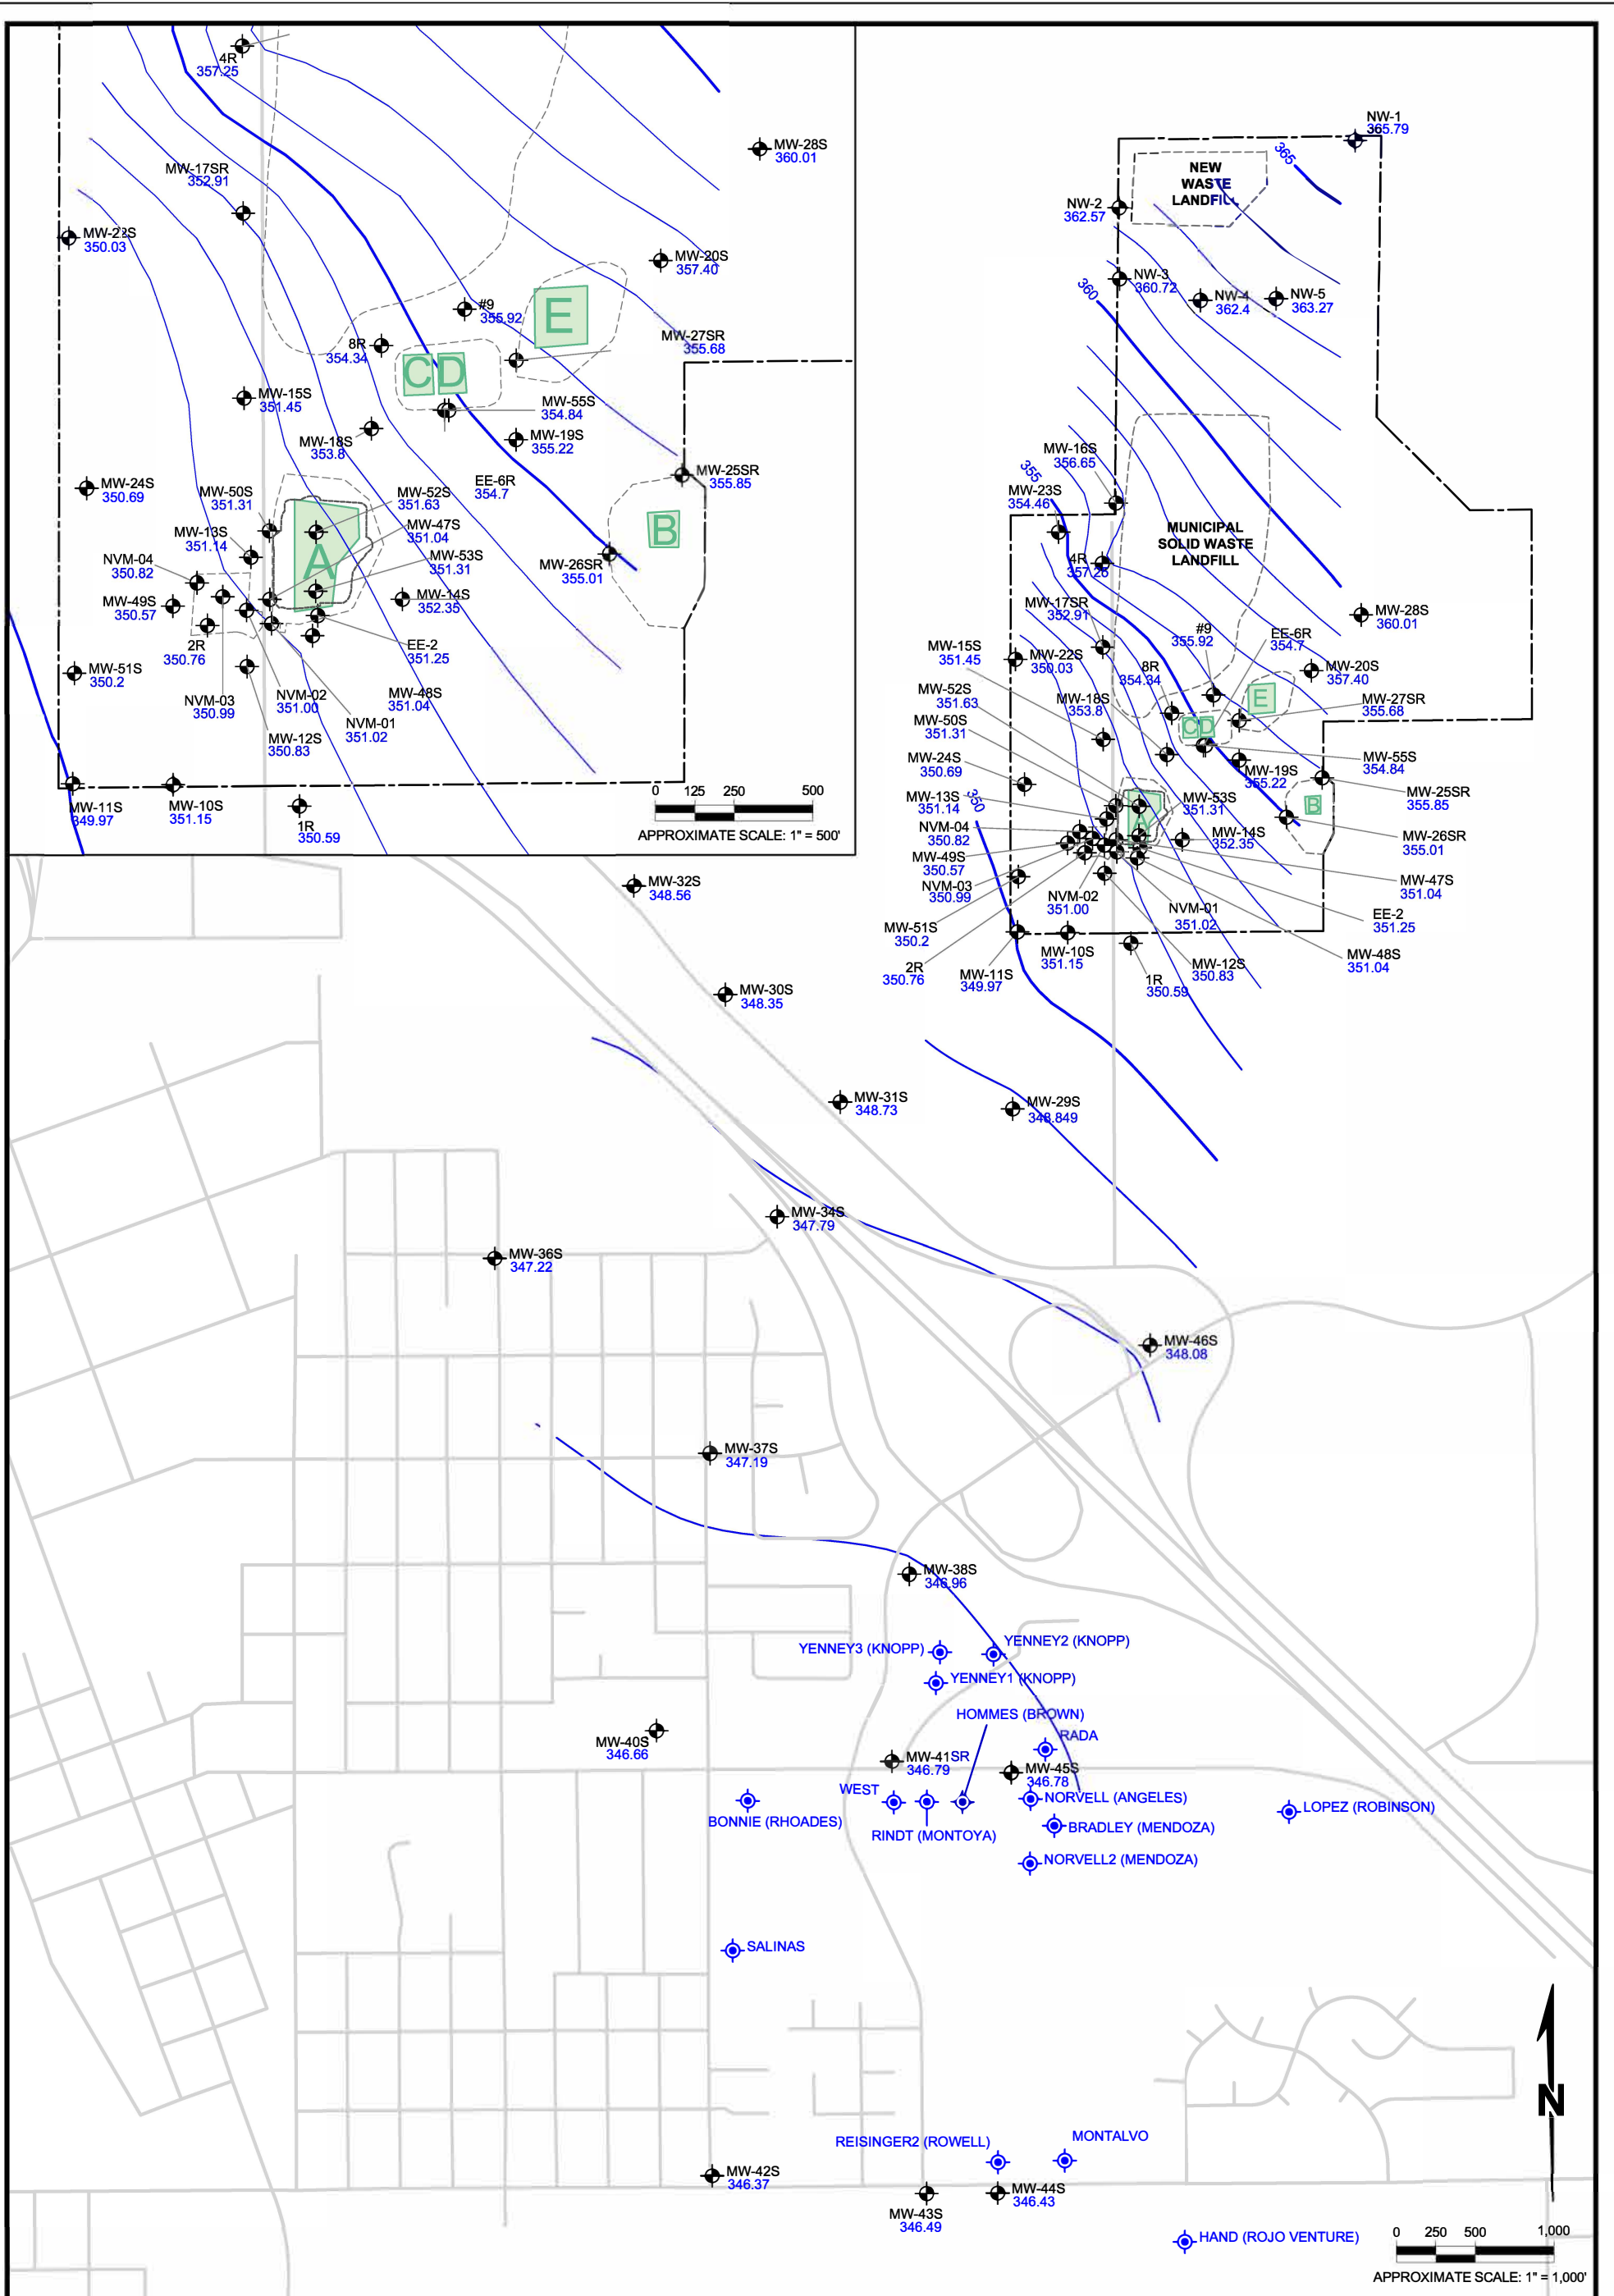 4R
357.25
MW-28S
360.01
MW-17SR
352.91
MW-22S
350.03
MW-20S
357.40
#9
355.92
E
MW-27SR
355.68
8R
354.34
C D
MW-15S
351.45
MW-55S
354.84
MW-18S
353.8
MW-19S
355.22
MW-25SR
355.85
MW-24S
350.69
MW-50S
351.31
MW-52S
351.63
EE-6R
354.7
MW-13S
351.14
MW-47S
351.04
B
A
NVM-04
350.82
MW-53S
351.31
MW-26SR
355.01
MW-49S
350.57
MW-14S
352.35
2R
350.76
EE-2
351.25
MW-51S
350.2
NVM-03
350.99
NVM-02
351.00
MW-48S
351.04
NVM-01
351.02
MW-12S
350.83
MW-11S
349.97
MW-10S
351.15
1R
350.59
0 125 250 500
APPROXIMATE SCALE: 1" = 500'
NW-1
365.79
365
NEW
WASTE
LANDFILL
NW-2
362.57
NW-3
360.72
360
NW-4
362.4
NW-5
363.27
MW-16S
356.65
355
MW-23S
354.46
MUNICIPAL
SOLID WASTE
LANDFILL
4R
357.26
MW-17SR
352.91
MW-28S
360.01
#9
355.92
EE-6R
354.7
MW-15S
351.45
MW-22S
350.03
8R
354.34
MW-20S
357.40
MW-52S
351.63
MW-18S
353.8
E
MW-27SR
355.68
MW-50S
351.31
C D
MW-24S
350.69
MW-55S
354.84
MW-19S
355.22
MW-13S
351.14
350
MW-53S
351.31
B
MW-25SR
355.85
A
NVM-04
350.82
MW-14S
352.35
MW-26SR
355.01
MW-49S
350.57
NVM-03
350.99
MW-47S
351.04
NVM-02
351.00
NVM-01
351.02
EE-2
351.25
MW-51S
350.2
MW-10S
351.15
MW-48S
351.04
2R
350.76
MW-11S
349.97
MW-12S
350.83
1R
350.59
MW-32S
348.56
MW-30S
348.35
MW-31S
348.73
MW-29S
348.849
MW-34S
347.79
MW-36S
347.22
MW-46S
348.08
MW-37S
347.19
MW-38S
346.96
YENNEY3 (KNOPP)
YENNEY2 (KNOPP)
YENNEY1 (KNOPP)
HOMMES (BROWN)
RADA
MW-40S
346.66
MW-41SR
346.79
MW-45S
346.78
WEST
NORVELL (ANGELES)
LOPEZ (ROBINSON)
BONNIE (RHOADES)
RINDT (MONTOYA)
BRADLEY (MENDOZA)
NORVELL2 (MENDOZA)
SALINAS
REISINGER2 (ROWELL)
MONTALVO
N
MW-42S
346.37
MW-44S
346.43
MW-43S
346.49
HAND (ROJO VENTURE)
0 250 500 1,000
APPROXIMATE SCALE: 1" = 1,000'